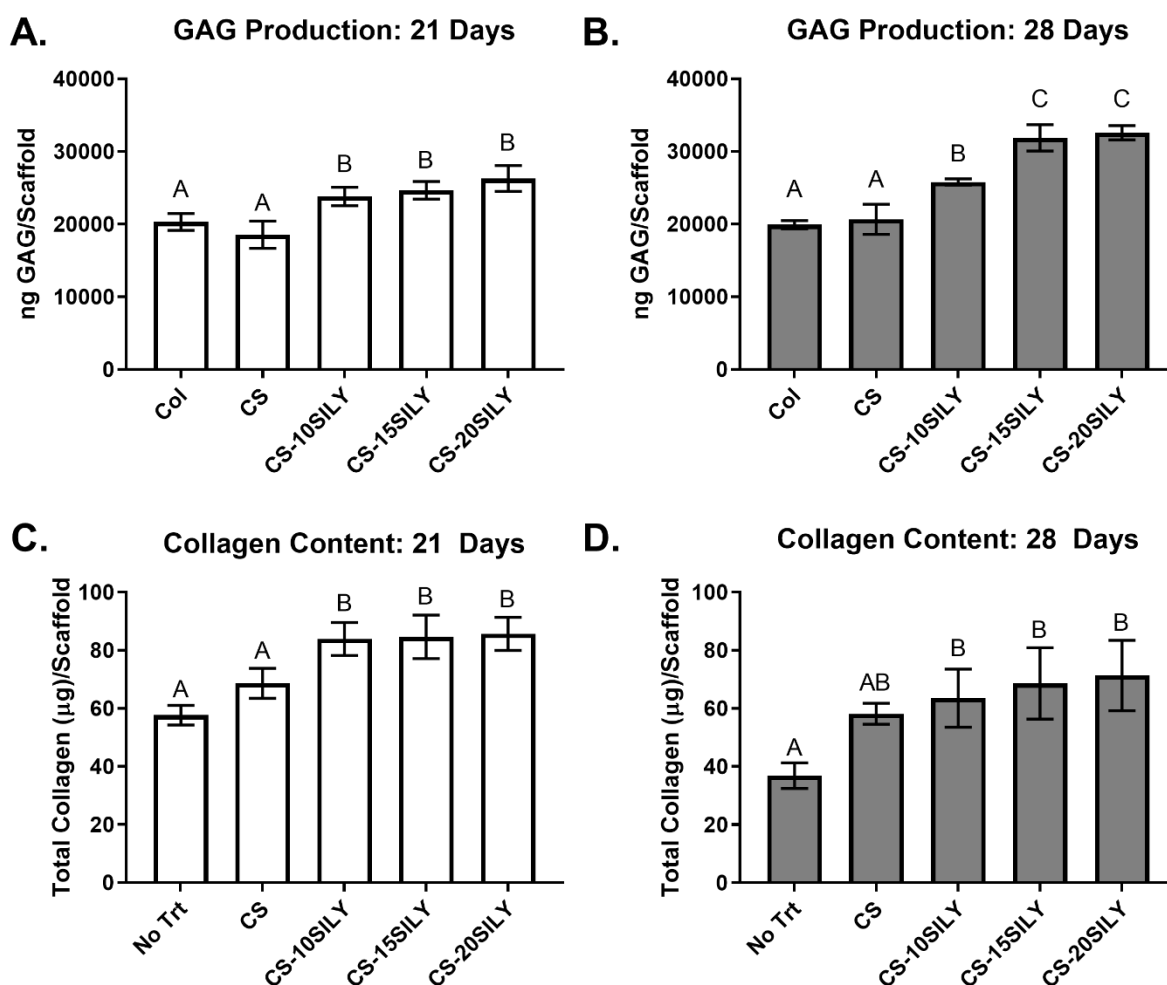 A. GAG Production: 21 Days
ng GAG/Scaffold
40000
30000
20000
10000
0
A
A
B
B
B
Col
CS
CS-10SILY
CS-15SILY
CS-20SILY
B. GAG Production: 28 Days
ng GAG/Scaffold
40000
30000
20000
10000
0
A
A
B
C
C
Col
CS
CS-10SILY
CS-15SILY
CS-20SILY
C. Collagen Content: 21 Days
Total Collagen (μg)/Scaffold
100
80
60
40
20
0
A
A
B
B
B
No Trt
CS
CS-10SILY
CS-15SILY
CS-20SILY
D. Collagen Content: 28 Days
Total Collagen (μg)/Scaffold
100
80
60
40
20
0
A
AB
B
B
B
No Trt
CS
CS-10SILY
CS-15SILY
CS-20SILY